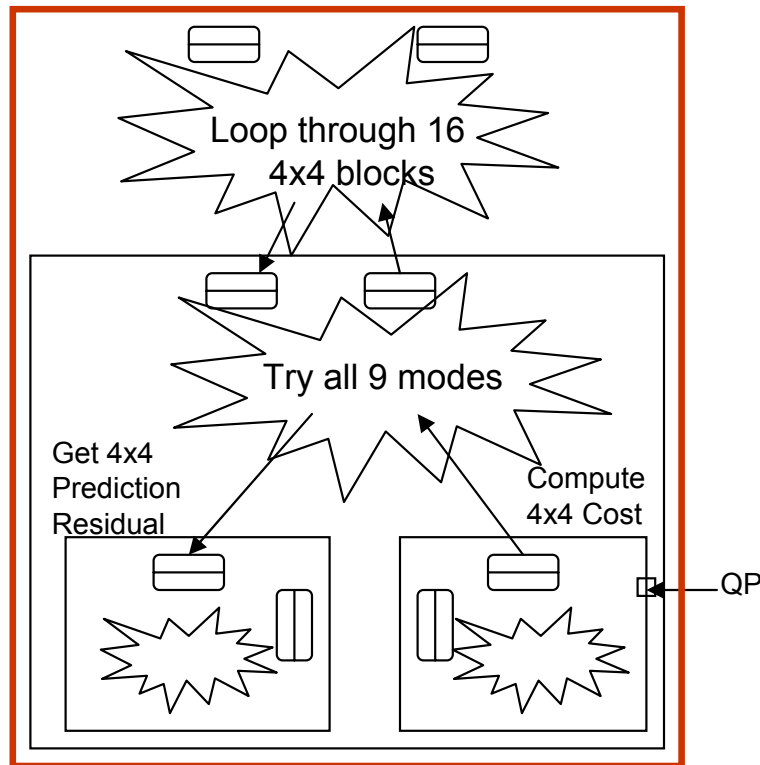 Loop through 16
4x4 blocks
Try all 9 modes
Get 4x4
Prediction
Residual
Compute
4x4 Cost
QP